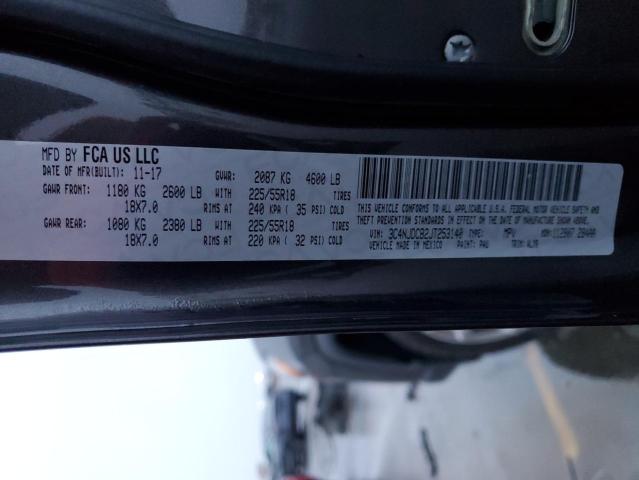 MFD BY FCA US LLC
DATE OF MFR(BUILT): 11-17 GVWR: 2087 KG 4600 LB
GAWR FRONT: 1180 KG 2600 LB WITH 225/55R18 TIRES
18X7.0 RIMS AT 240 KPA ( 35 PSI) COLD
GAWR REAR: 1080 KG 2380 LB WITH 225/55R18 TIRES
18X7.0 RIMS AT 220 KPA ( 32 PSI) COLD
THIS VEHICLE CONFORMS TO ALL APPLICABLE U.S.A. FEDERAL MOTOR VEHICLE SAFETY AND
THEFT PREVENTION STANDARDS IN EFFECT ON THE DATE OF MANUFACTURE SHOWN ABOVE.
VIN: 3C4NJDCB2JT253140 TYPE: MPV MDH:
MADE IN MEXICO PAINT: PAU TRIM: